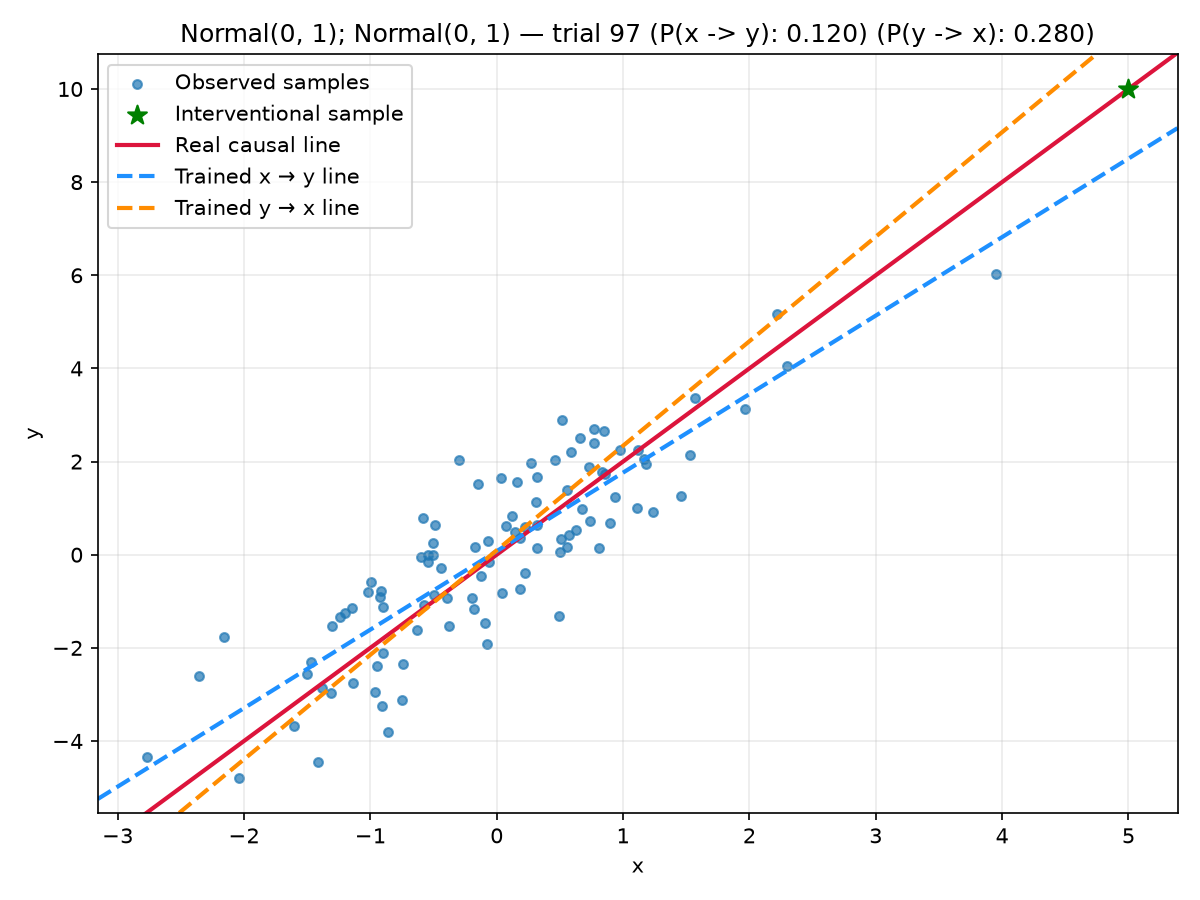 Normal(0, 1); Normal(0, 1) — trial 97 (P(x -> y): 0.120) (P(y -> x): 0.280)
Observed samples
Interventional sample
Real causal line
Trained x → y line
Trained y → x line
10
8
6
4
2
0
−2
−4
y
−3 −2 −1 0 1 2 3 4 5
x